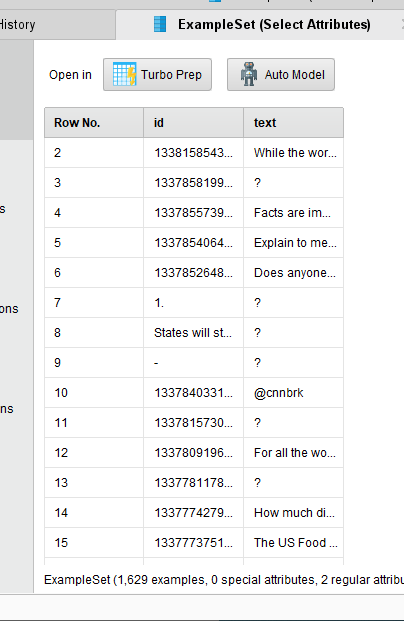 History
ExampleSet (Select Attributes)
Open in
Turbo Prep
Auto Model
Row No. id text
2 1338158543... While the wor...
3 1337858199... ?
4 1337855739... Facts are im...
5 1337854064... Explain to me...
6 1337852648... Does anyone...
7 1. ?
8 States will st... ?
9 - ?
10 1337840331... @cnnbrk
11 1337815730... ?
12 1337809196... For all the wo...
13 1337781178... ?
14 1337774279... How much di...
15 1337773751... The US Food ...
s
ons
ns
ExampleSet (1,629 examples, 0 special attributes, 2 regular attribu